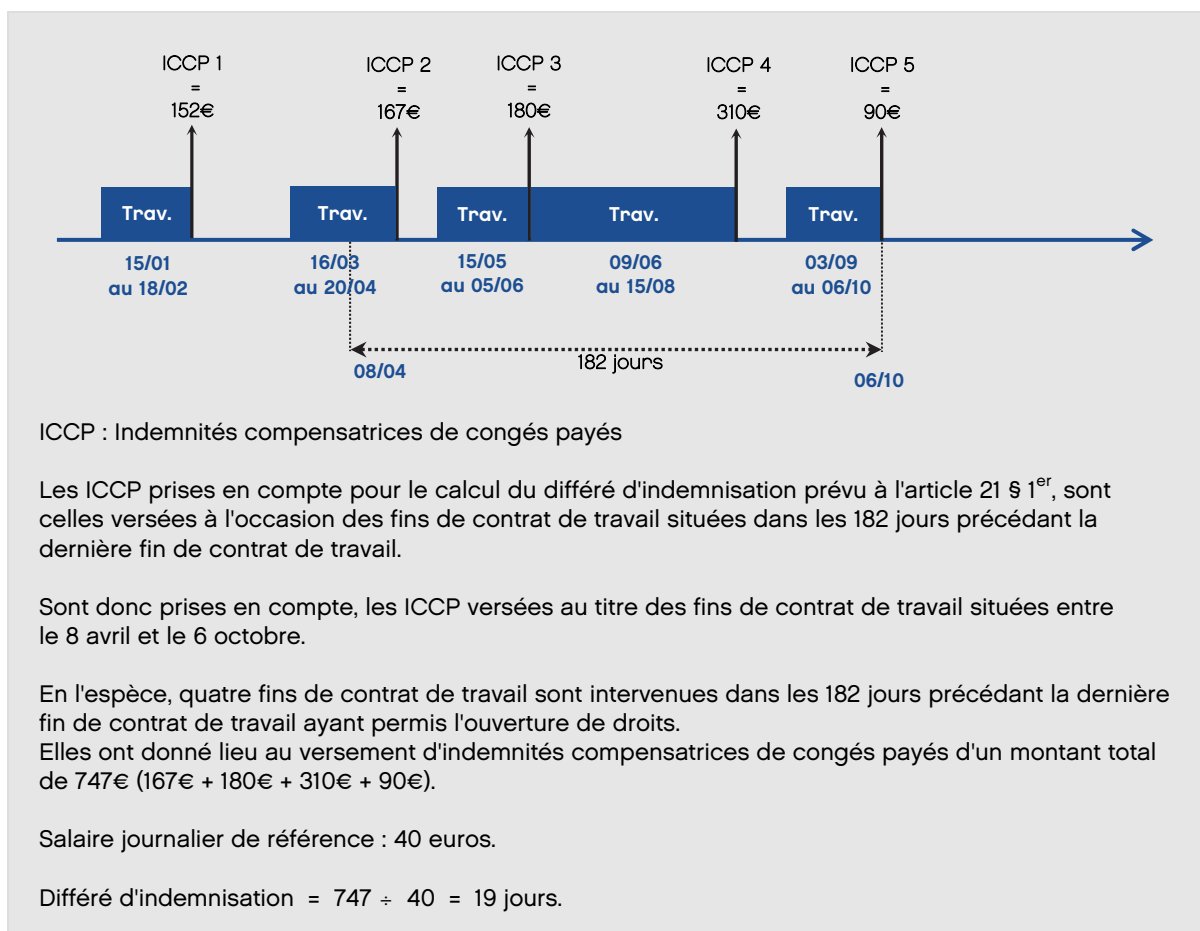 ICCP 1
=
152€
ICCP 2
=
167€
ICCP 3
=
180€
ICCP 4
=
310€
ICCP 5
=
90€
Trav.
Trav.
Trav.
Trav.
Trav.
15/01
au 18/02
16/03
au 20/04
15/05
au 05/06
09/06
au 15/08
03/09
au 06/10
182 jours
08/04
06/10
ICCP : Indemnités compensatrices de congés payés
Les ICCP prises en compte pour le calcul du différé d'indemnisation prévu à l'article 21 § 1er, sont
celles versées à l'occasion des fins de contrat de travail situées dans les 182 jours précédant la
dernière fin de contrat de travail.
Sont donc prises en compte, les ICCP versées au titre des fins de contrat de travail situées entre
le 8 avril et le 6 octobre.
En l'espèce, quatre fins de contrat de travail sont intervenues dans les 182 jours précédant la dernière
fin de contrat de travail ayant permis l'ouverture de droits.
Elles ont donné lieu au versement d'indemnités compensatrices de congés payés d'un montant total
de 747€ (167€ + 180€ + 310€ + 90€).
Salaire journalier de référence : 40 euros.
Différé d'indemnisation = 747 ÷ 40 = 19 jours.